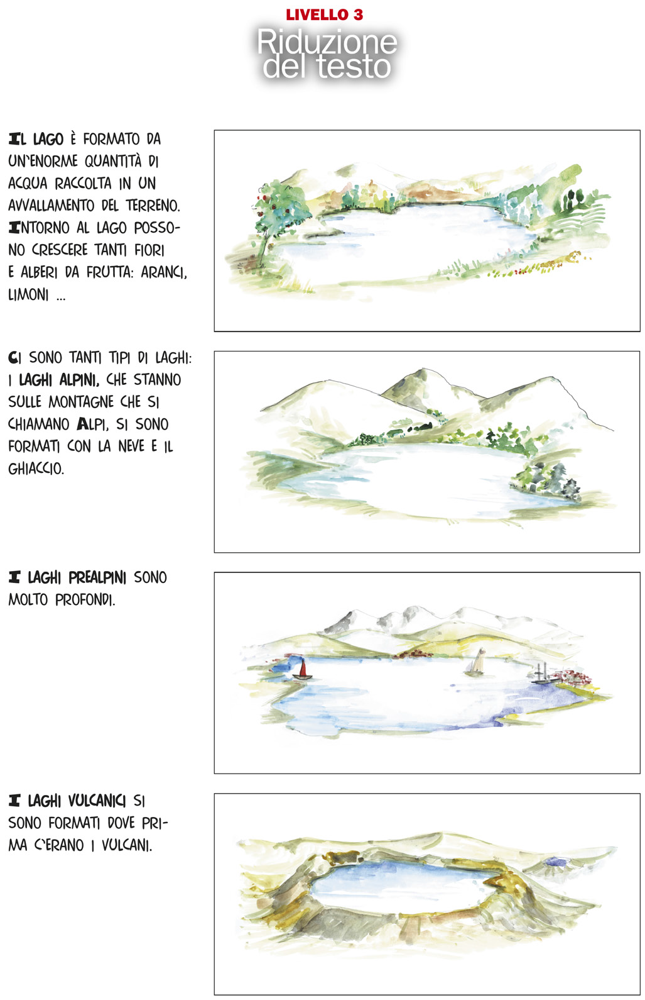 LIVELLO 3
Riduzione
del testo
IL LAGO È FORMATO DA
UN'ENORME QUANTITÀ DI
ACQUA RACCOLTA IN UN
AVVALLAMENTO DEL TERRENO.
INTORNO AL LAGO POSSO-
NO CRESCERE TANTI FIORI
E ALBERI DA FRUTTA: ARANCI,
LIMONI ...
CI SONO TANTI TIPI DI LAGHI:
I LAGHI ALPINI, CHE STANNO
SULLE MONTAGNE CHE SI
CHIAMANO ALPI, SI SONO
FORMATI CON LA NEVE E IL
GHIACCIO.
I LAGHI PREALPINI SONO
MOLTO PROFONDI.
I LAGHI VULCANICI SI
SONO FORMATI DOVE PRI-
MA C'ERANO I VULCANI.